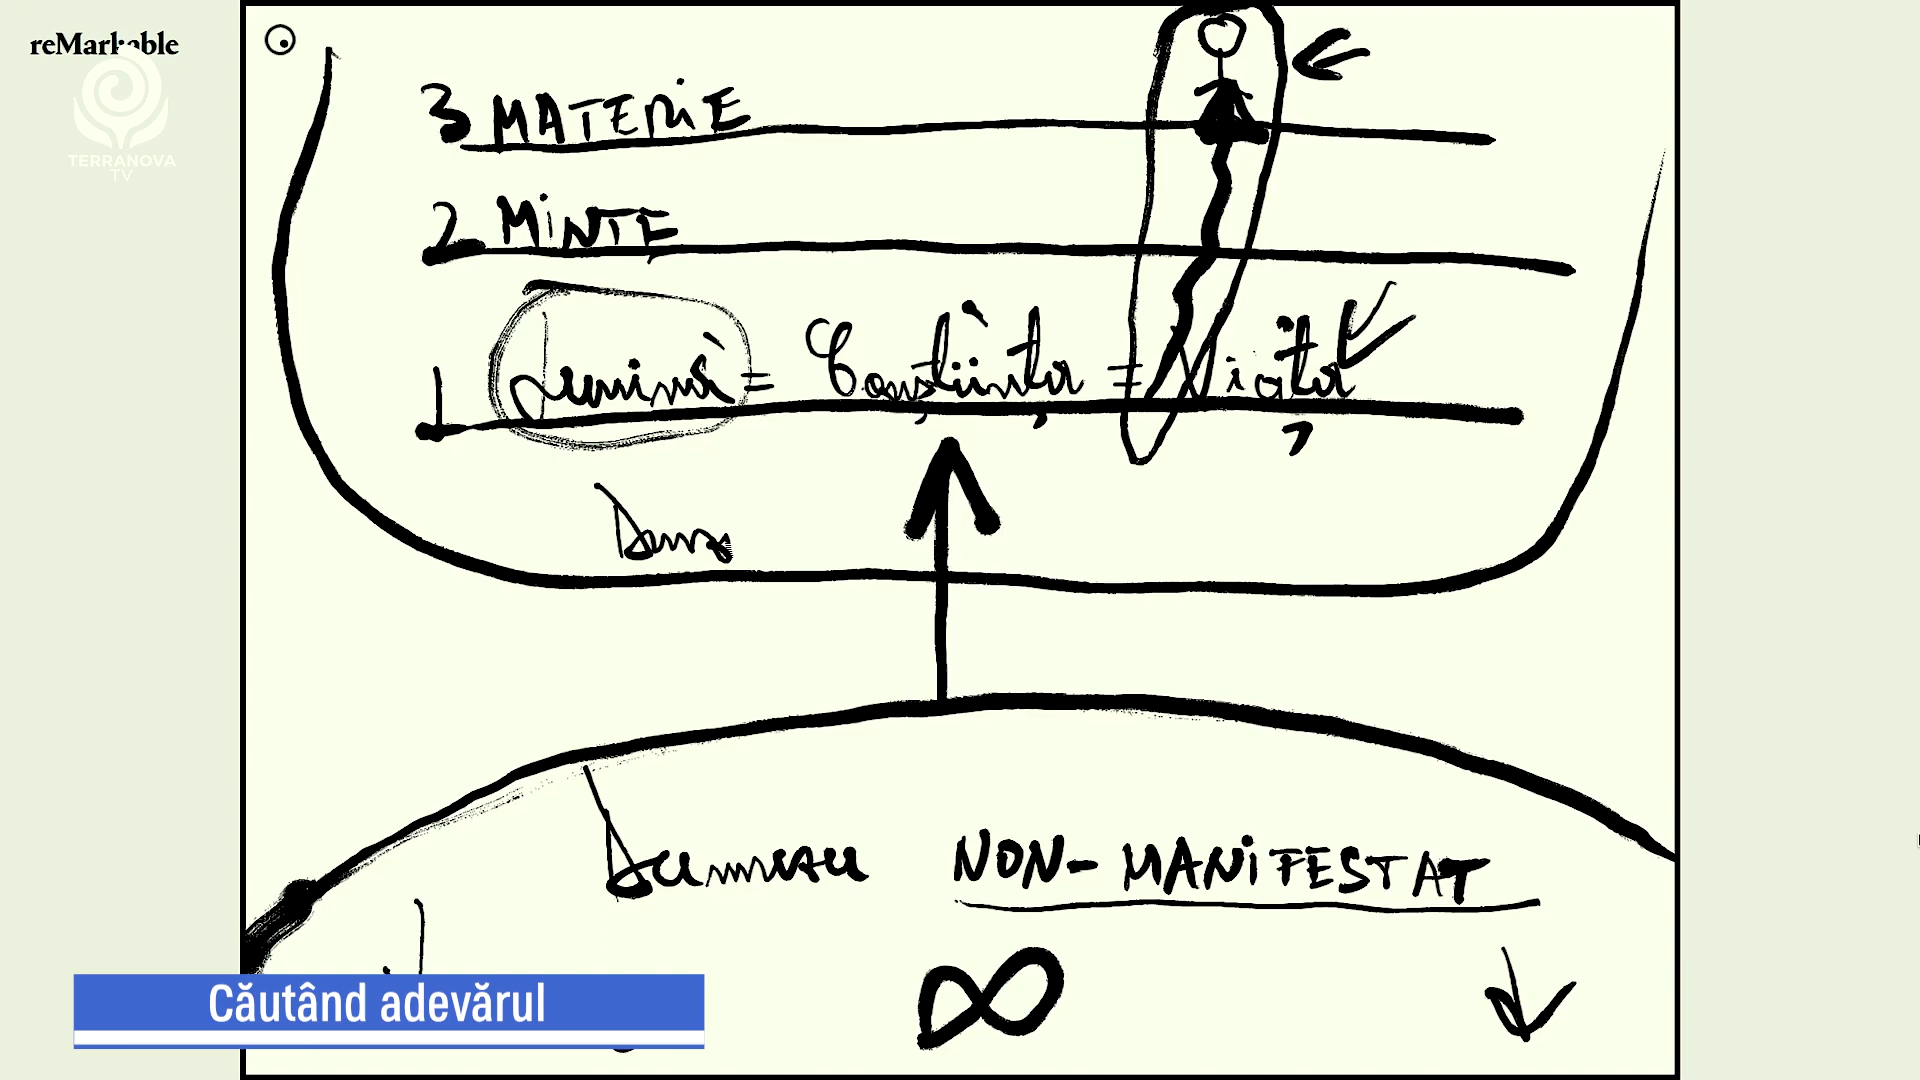 reMarkable
TERRANOVA
TV
3 MATERiE
2 MiNTE
1 Lumină = Conștiința = Viața
Dumnezeu NON-MANiFESTAT
∞
Căutând adevărul